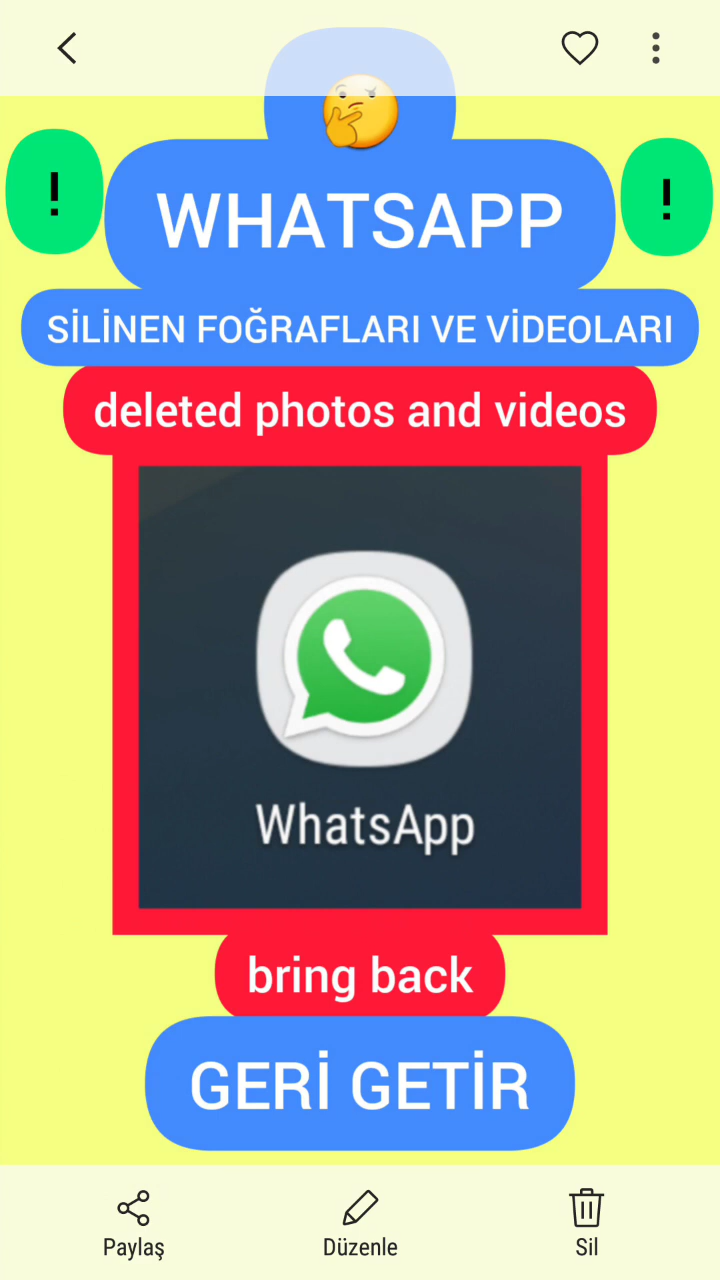 !
WHATSAPP
!
SİLİNEN FOĞRAFLARI VE VİDEOLARI
deleted photos and videos
WhatsApp
bring back
GERİ GETİR
Paylaş
Düzenle
Sil